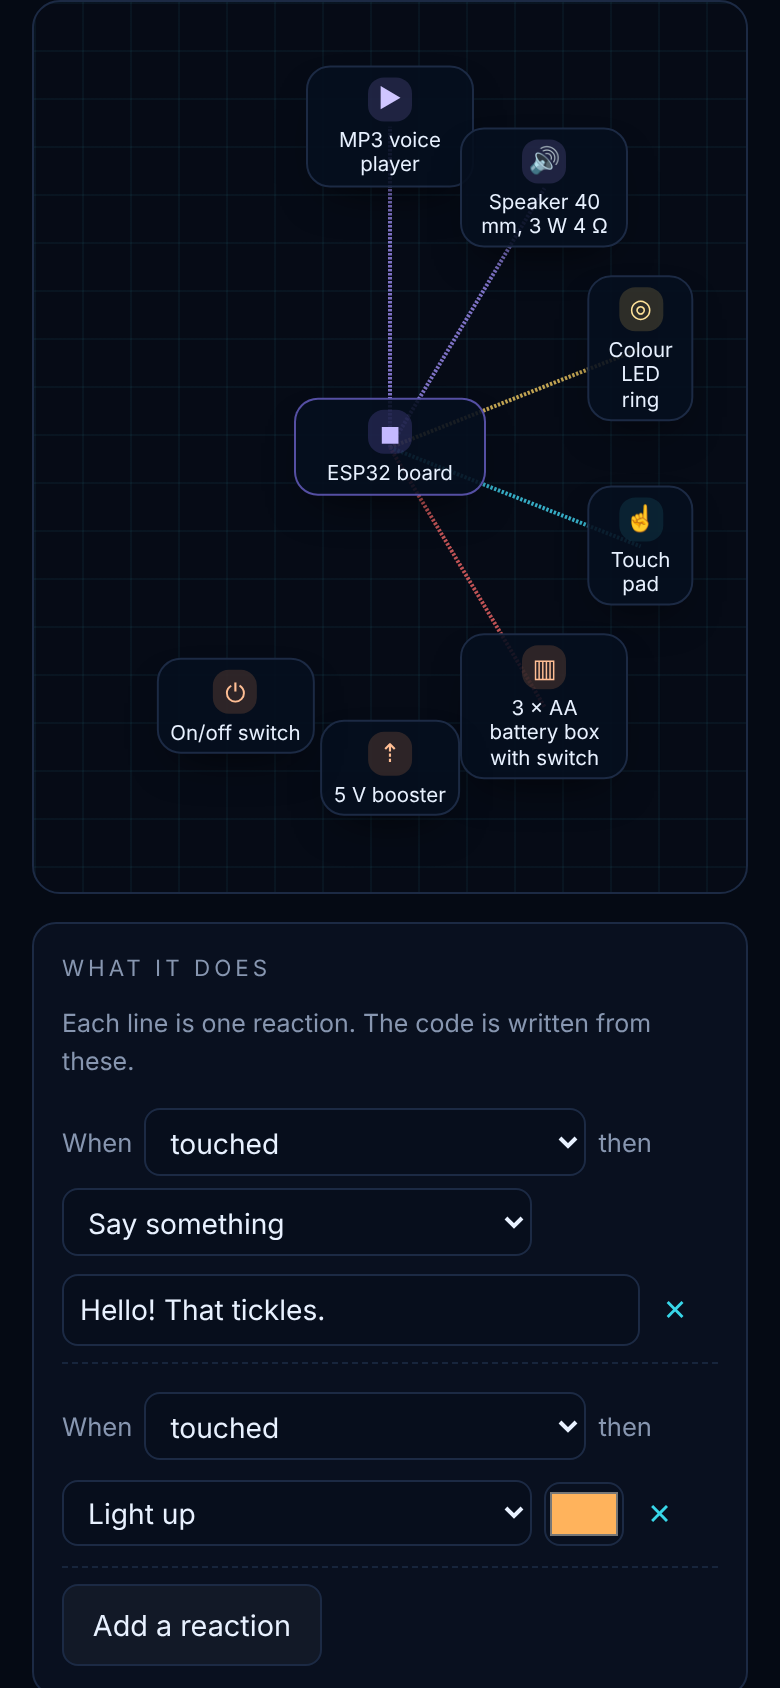 MP3 voice
player
Speaker 40
mm, 3 W 4 Ω
Colour
LED
ring
ESP32 board
Touch
pad
3 × AA
battery box
with switch
On/off switch
5 V booster
WHAT IT DOES
Each line is one reaction. The code is written from
these.
When touched then
Say something
Hello! That tickles.
When touched then
Light up
Add a reaction